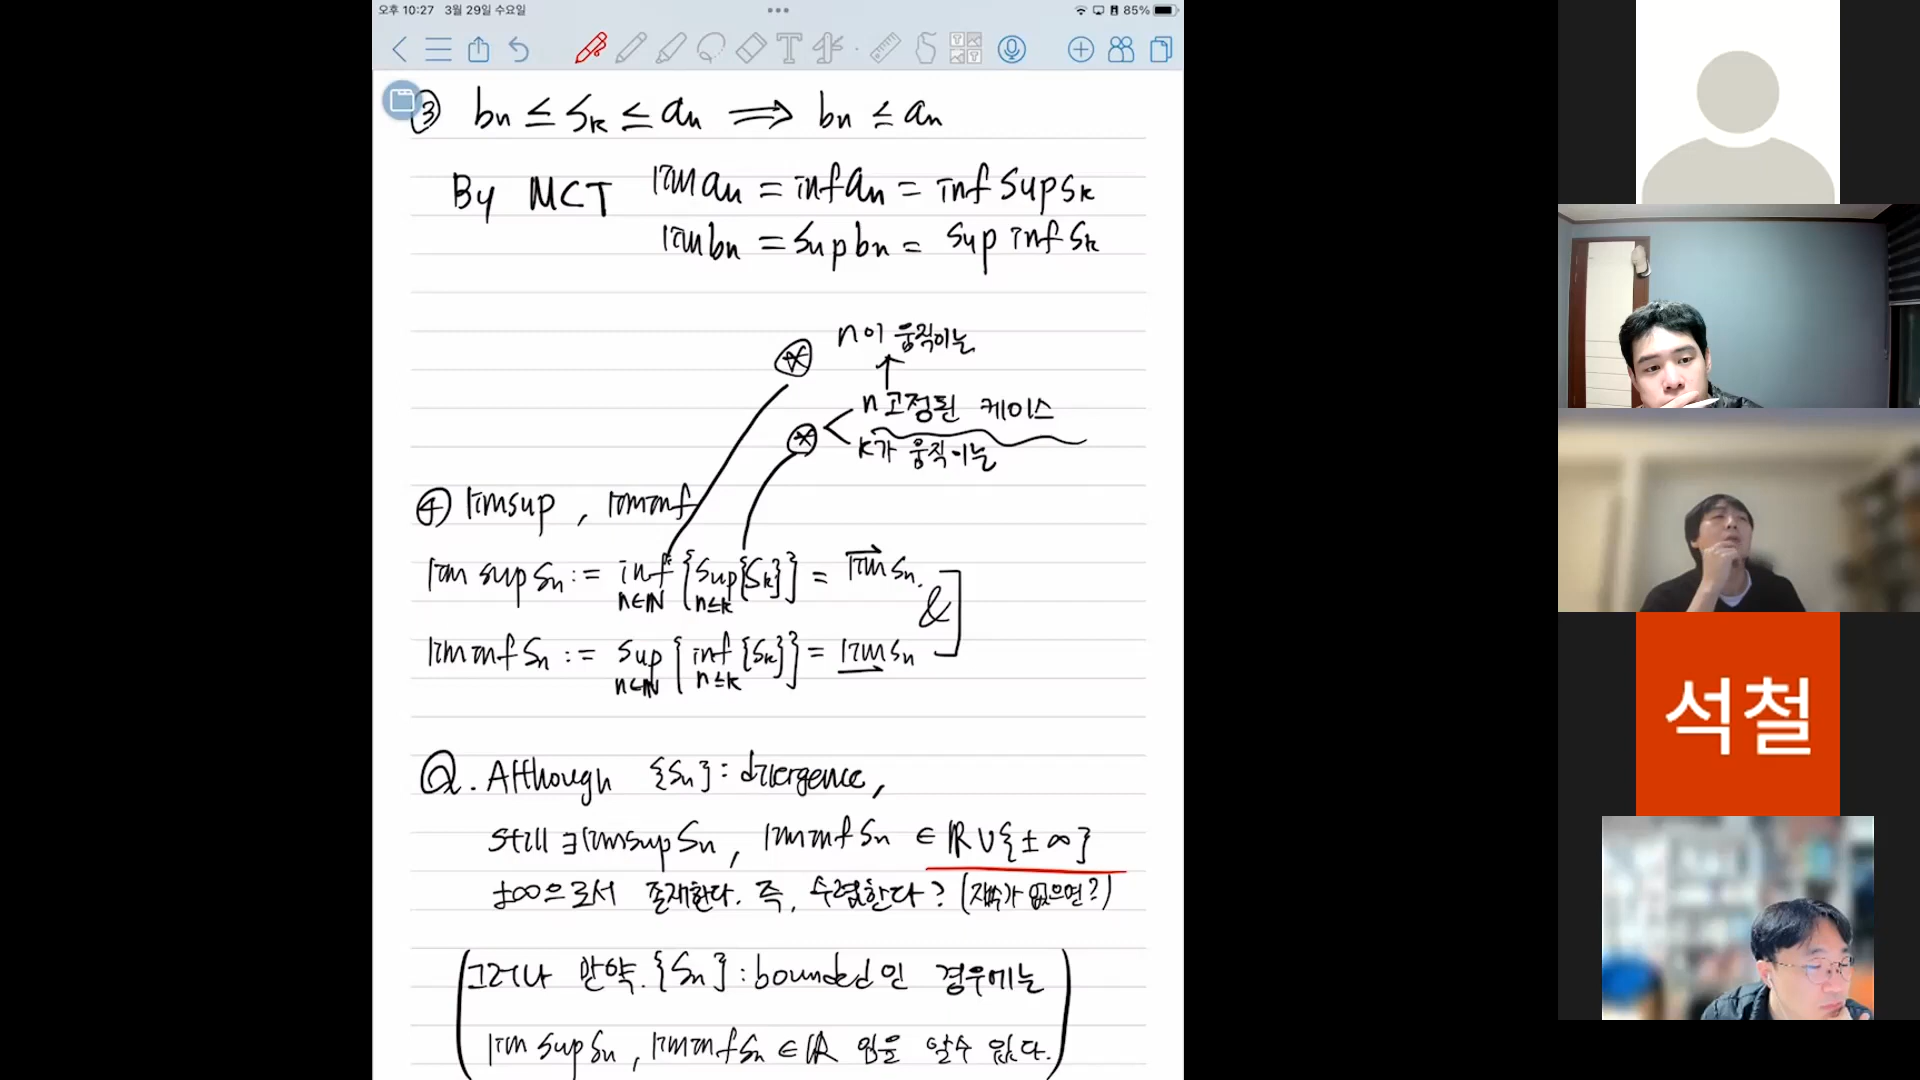 오후 10:27 3월 29일 수요일
85%
③ bn ≤ Sk ≤ an ⟹ bn ≤ an
By MCT lim an = inf an = inf sup Sk
lim bn = sup bn = sup inf Sk
n이 움직이는
n 고정된 케이스
k가 움직이는
④ limsup, liminf
lim sup Sn := inf n∈ℕ {sup n≤k {Sk}} = lim Sn.
&
lim inf Sn := sup n∈ℕ {inf n≤k {Sk}} = lim Sn
Q. Although {Sn} : divergence,
still ∃ limsup Sn, liminf Sn ∈ ℝ ∪ {±∞}
±∞으로서 존재한다. 즉, 수렴한다? (제약가 없으면?)
그러나 만약. {Sn} : bounded인 경우에는
lim sup Sn, liminf Sn ∈ ℝ 임을 알수 있다.
석철